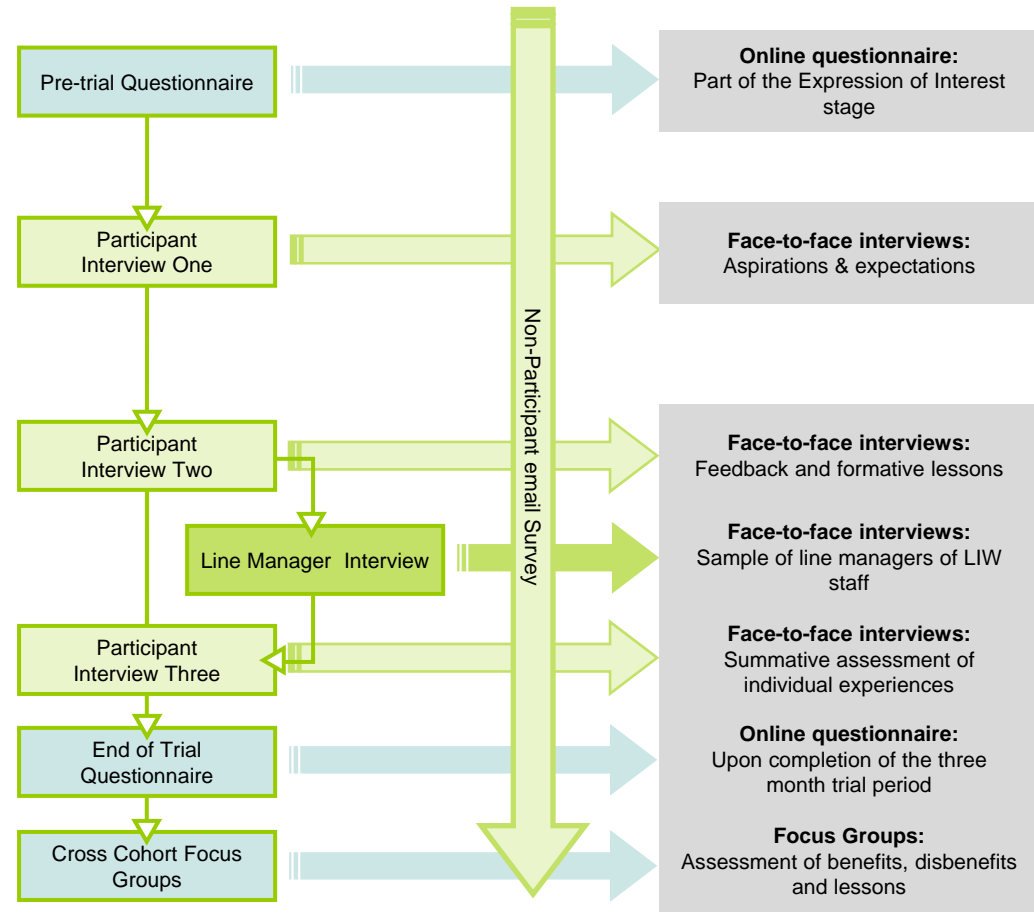 Pre-trial Questionnaire
Online questionnaire:
Part of the Expression of Interest
stage
Participant
Interview One
Face-to-face interviews:
Aspirations & expectations
Non-Participant email Survey
Participant
Interview Two
Face-to-face interviews:
Feedback and formative lessons
Line Manager Interview
Face-to-face interviews:
Sample of line managers of LIW
staff
Participant
Interview Three
Face-to-face interviews:
Summative assessment of
individual experiences
End of Trial
Questionnaire
Online questionnaire:
Upon completion of the three
month trial period
Cross Cohort Focus
Groups
Focus Groups:
Assessment of benefits, disbenefits
and lessons